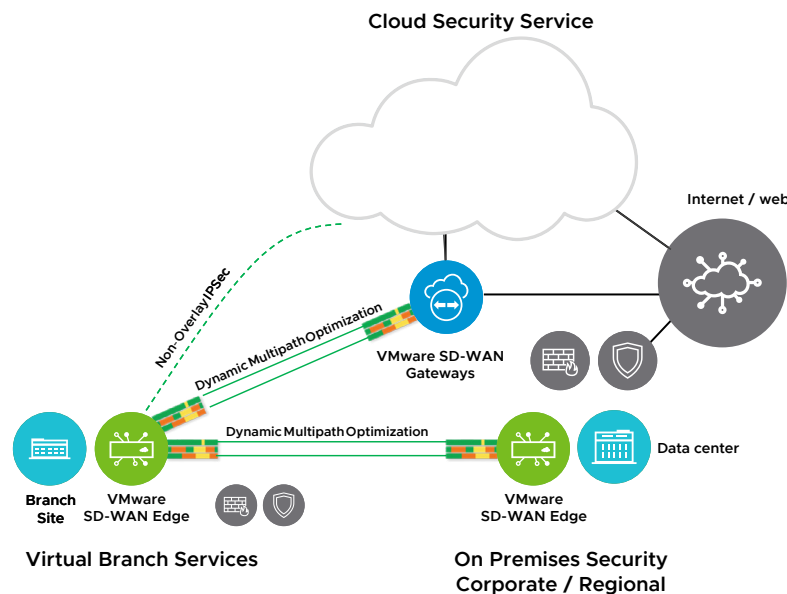 Cloud Security Service
Internet / web
Non-Overlay IPSec
Dynamic Multipath Optimization
VMware SD-WAN
Gateways
Dynamic Multipath Optimization
Data center
Branch
Site
VMware
SD-WAN Edge
VMware
SD-WAN Edge
Virtual Branch Services
On Premises Security
Corporate / Regional